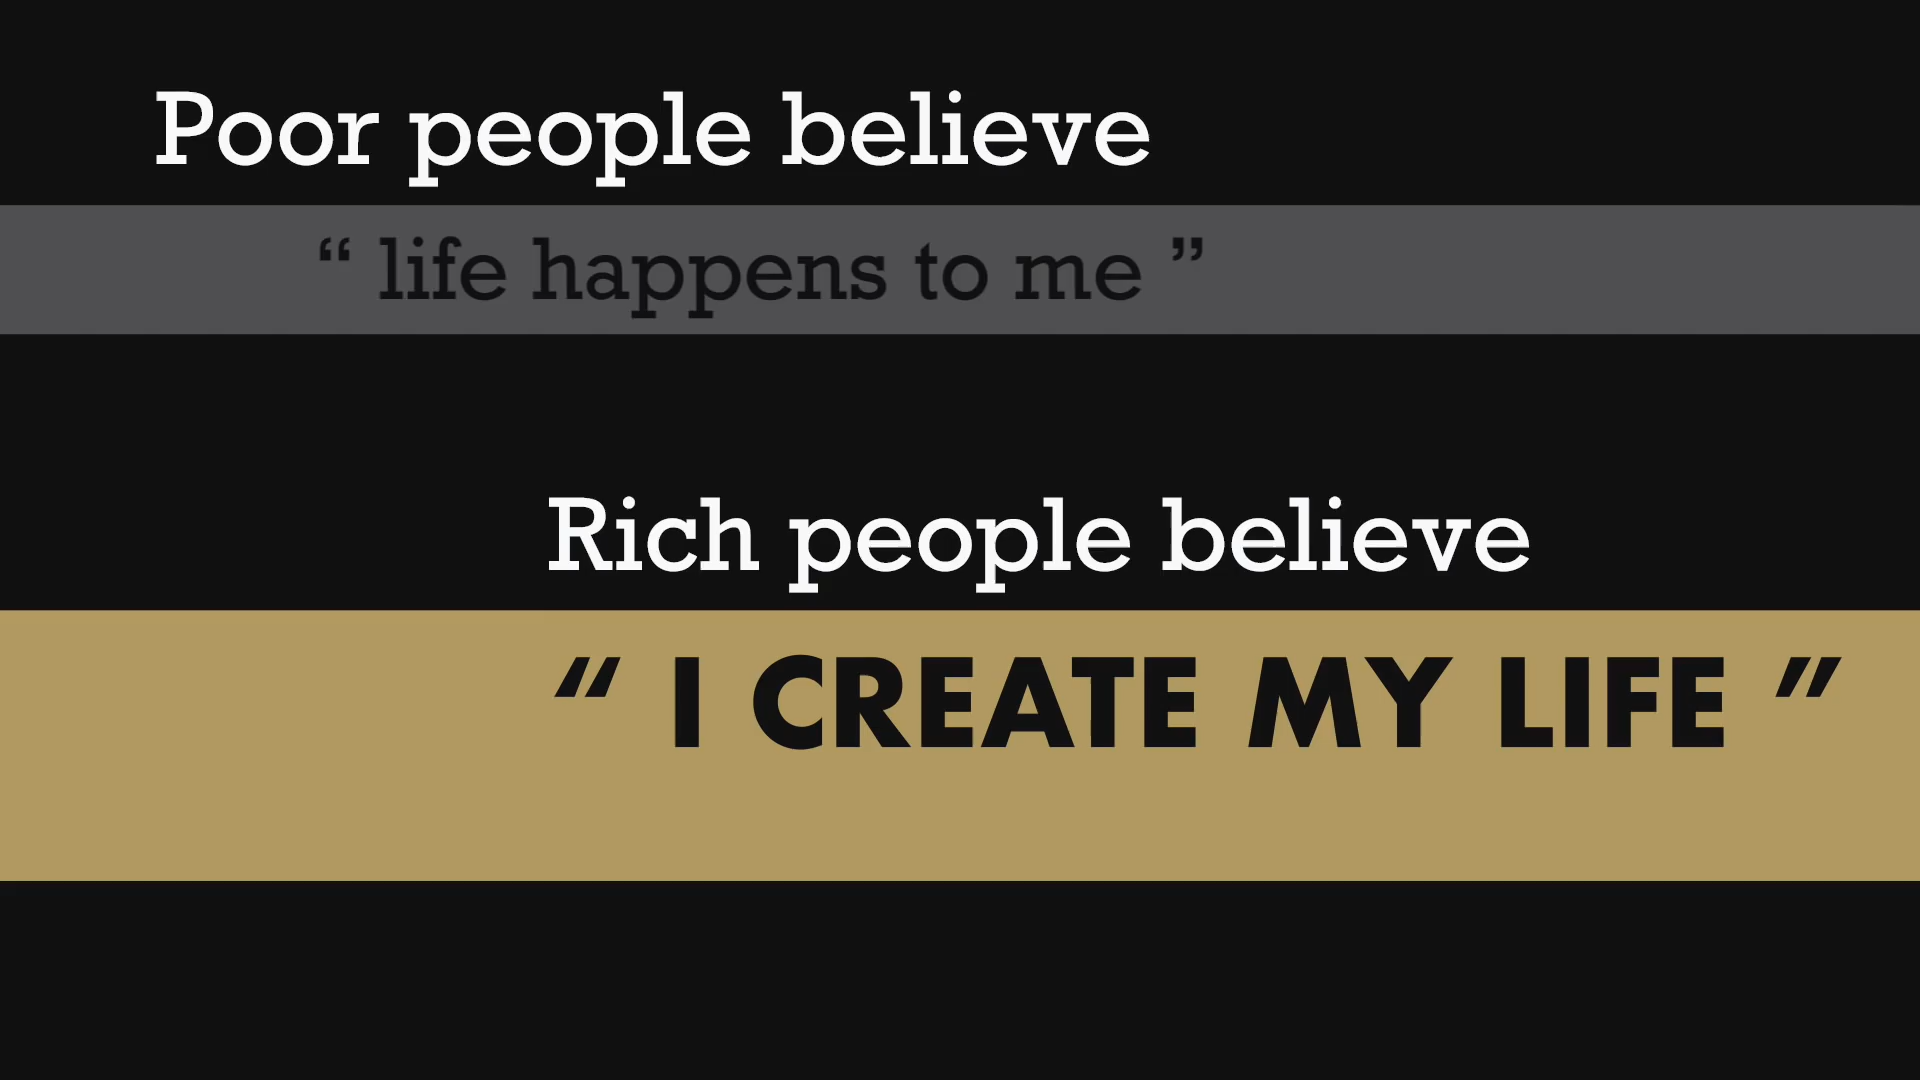 Poor people believe
“ life happens to me ”
Rich people believe
“ I CREATE MY LIFE ”